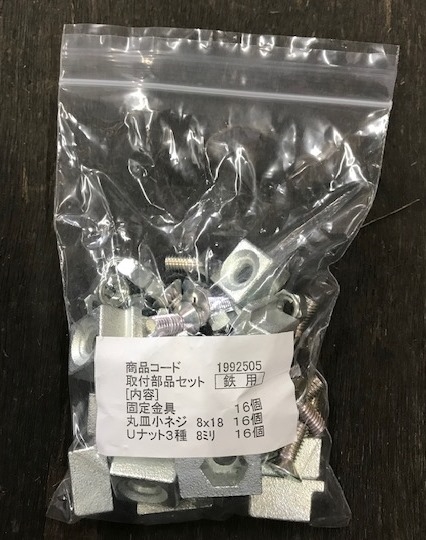 商品コード 1992505
取付部品セット 鉄 用
[内容]
固定金具 16個
丸皿小ネジ 8x18 16個
Uナット3種 8ミリ 16個